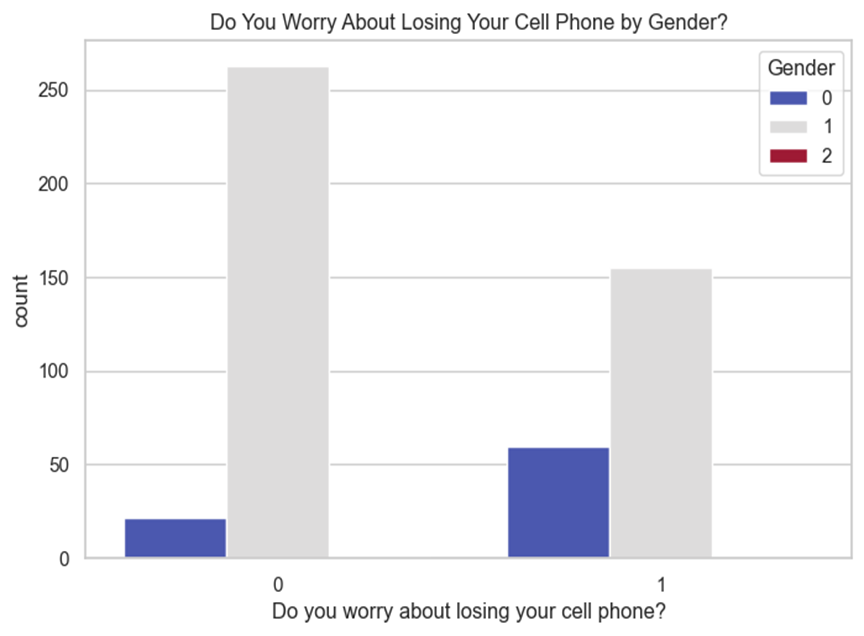 Do You Worry About Losing Your Cell Phone by Gender?
Gender
0
1
2
250
200
150
100
50
0
count
0 1
Do you worry about losing your cell phone?